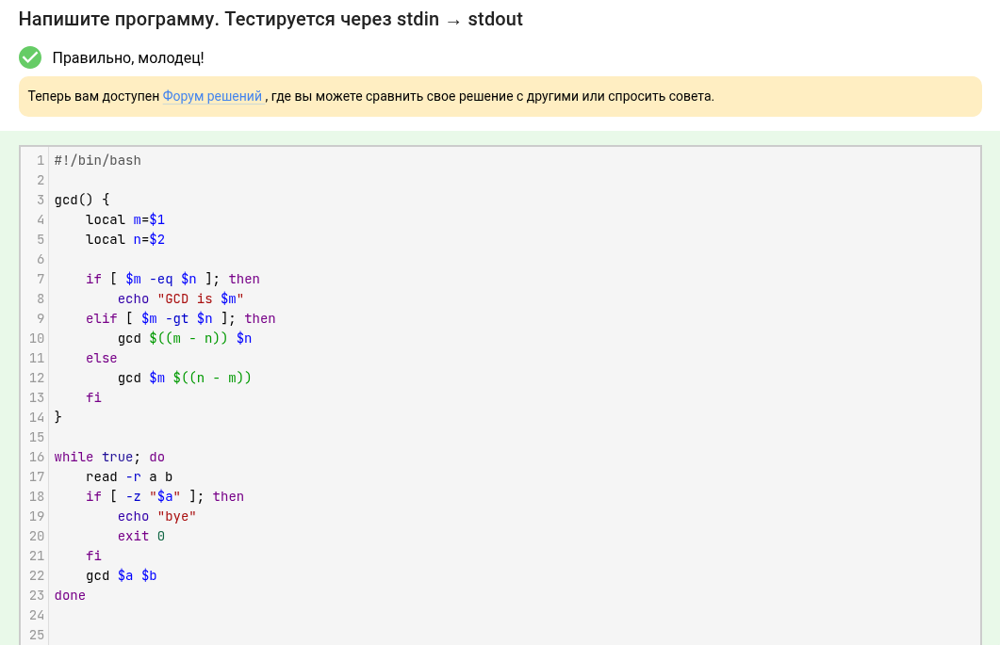 Напишите программу. Тестируется через stdin → stdout
Правильно, молодец!
Теперь вам доступен Форум решений , где вы можете сравнить свое решение с другими или спросить совета.
1 #!/bin/bash
2
3 gcd() {
4     local m=$1
5     local n=$2
6
7     if [ $m -eq $n ]; then
8         echo "GCD is $m"
9     elif [ $m -gt $n ]; then
10         gcd $((m - n)) $n
11     else
12         gcd $m $((n - m))
13     fi
14 }
15
16 while true; do
17     read -r a b
18     if [ -z "$a" ]; then
19         echo "bye"
20         exit 0
21     fi
22     gcd $a $b
23 done
24
25